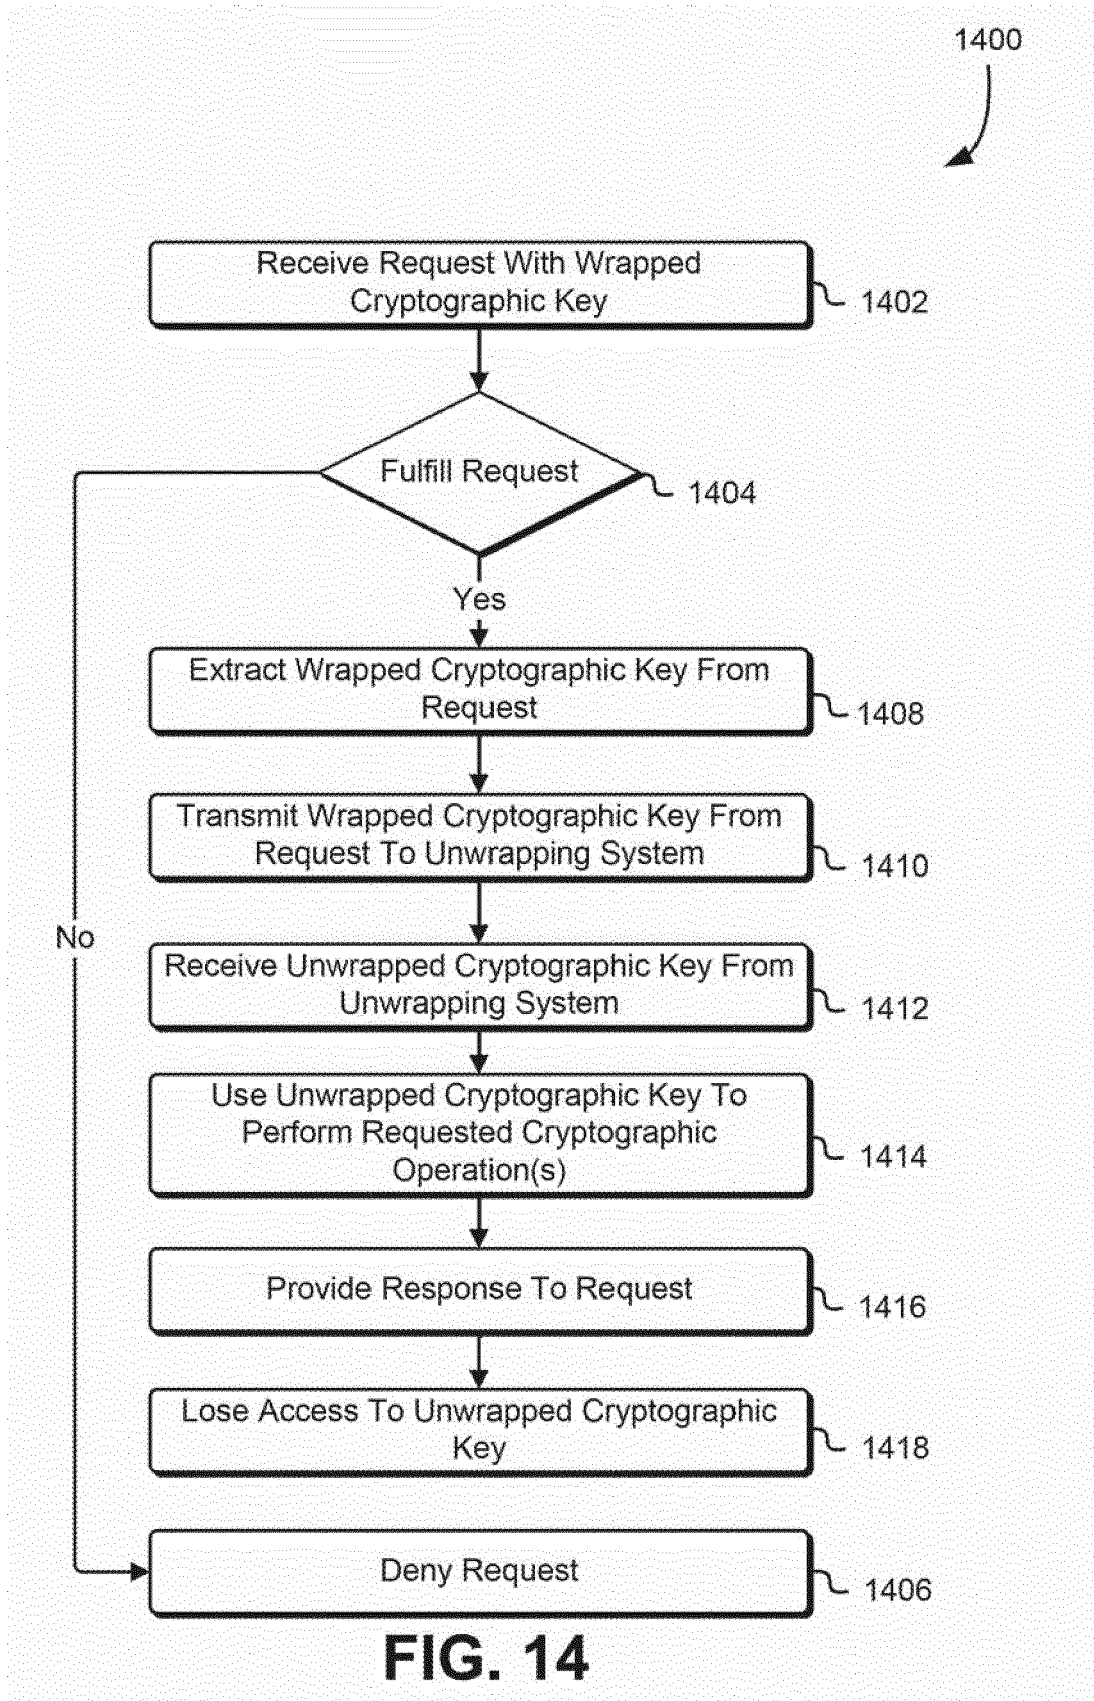 1400
Receive Request With Wrapped
Cryptographic Key
1402
Fulfill Request
1404
Yes
Extract Wrapped Cryptographic Key From
Request
1408
Transmit Wrapped Cryptographic Key From
Request To Unwrapping System
1410
No
Receive Unwrapped Cryptographic Key From
Unwrapping System
1412
Use Unwrapped Cryptographic Key To
Perform Requested Cryptographic
Operation(s)
1414
Provide Response To Request
1416
Lose Access To Unwrapped Cryptographic
Key
1418
Deny Request
1406
FIG. 14